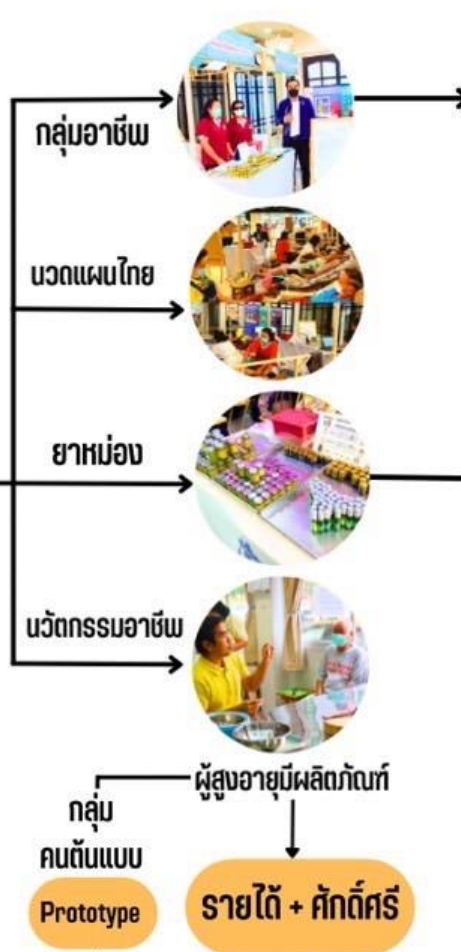 กลุ่มอาชีพ
นวดแผนไทย
ยาหม่อง
นวัตกรรมอาชีพ
ผู้สูงอายุมีผลิตภัณฑ์
กลุ่ม
คนต้นแบบ
Prototype
รายได้ + ศักดิ์ศรี